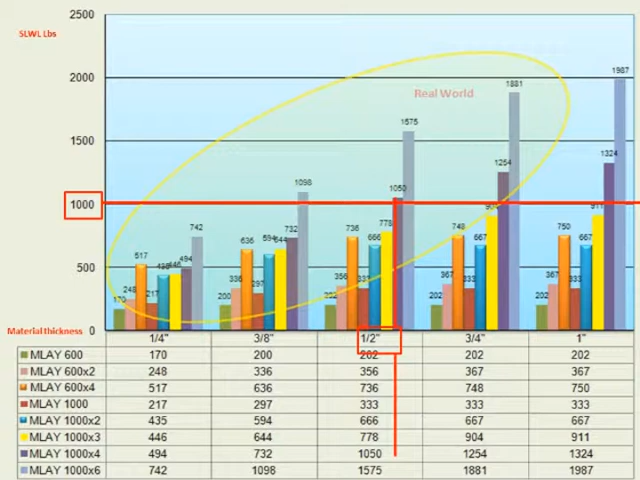 2500
SLWL Lbs
2000
1500
1000
500
0
Real World
170 248 517 217 435 446 494 742
200 336 636 297 594 644 732 1098
202 356 736 333 666 778 1050 1575
202 367 748 333 667 904 1254 1881
202 367 750 333 667 911 1324 1987
Material thickness
1/4" 3/8" 1/2" 3/4" 1"
MLAY 600 170 200 202 202 202
MLAY 600x2 248 336 356 367 367
MLAY 600x4 517 636 736 748 750
MLAY 1000 217 297 333 333 333
MLAY 1000x2 435 594 666 667 667
MLAY 1000x3 446 644 778 904 911
MLAY 1000x4 494 732 1050 1254 1324
MLAY 1000x6 742 1098 1575 1881 1987